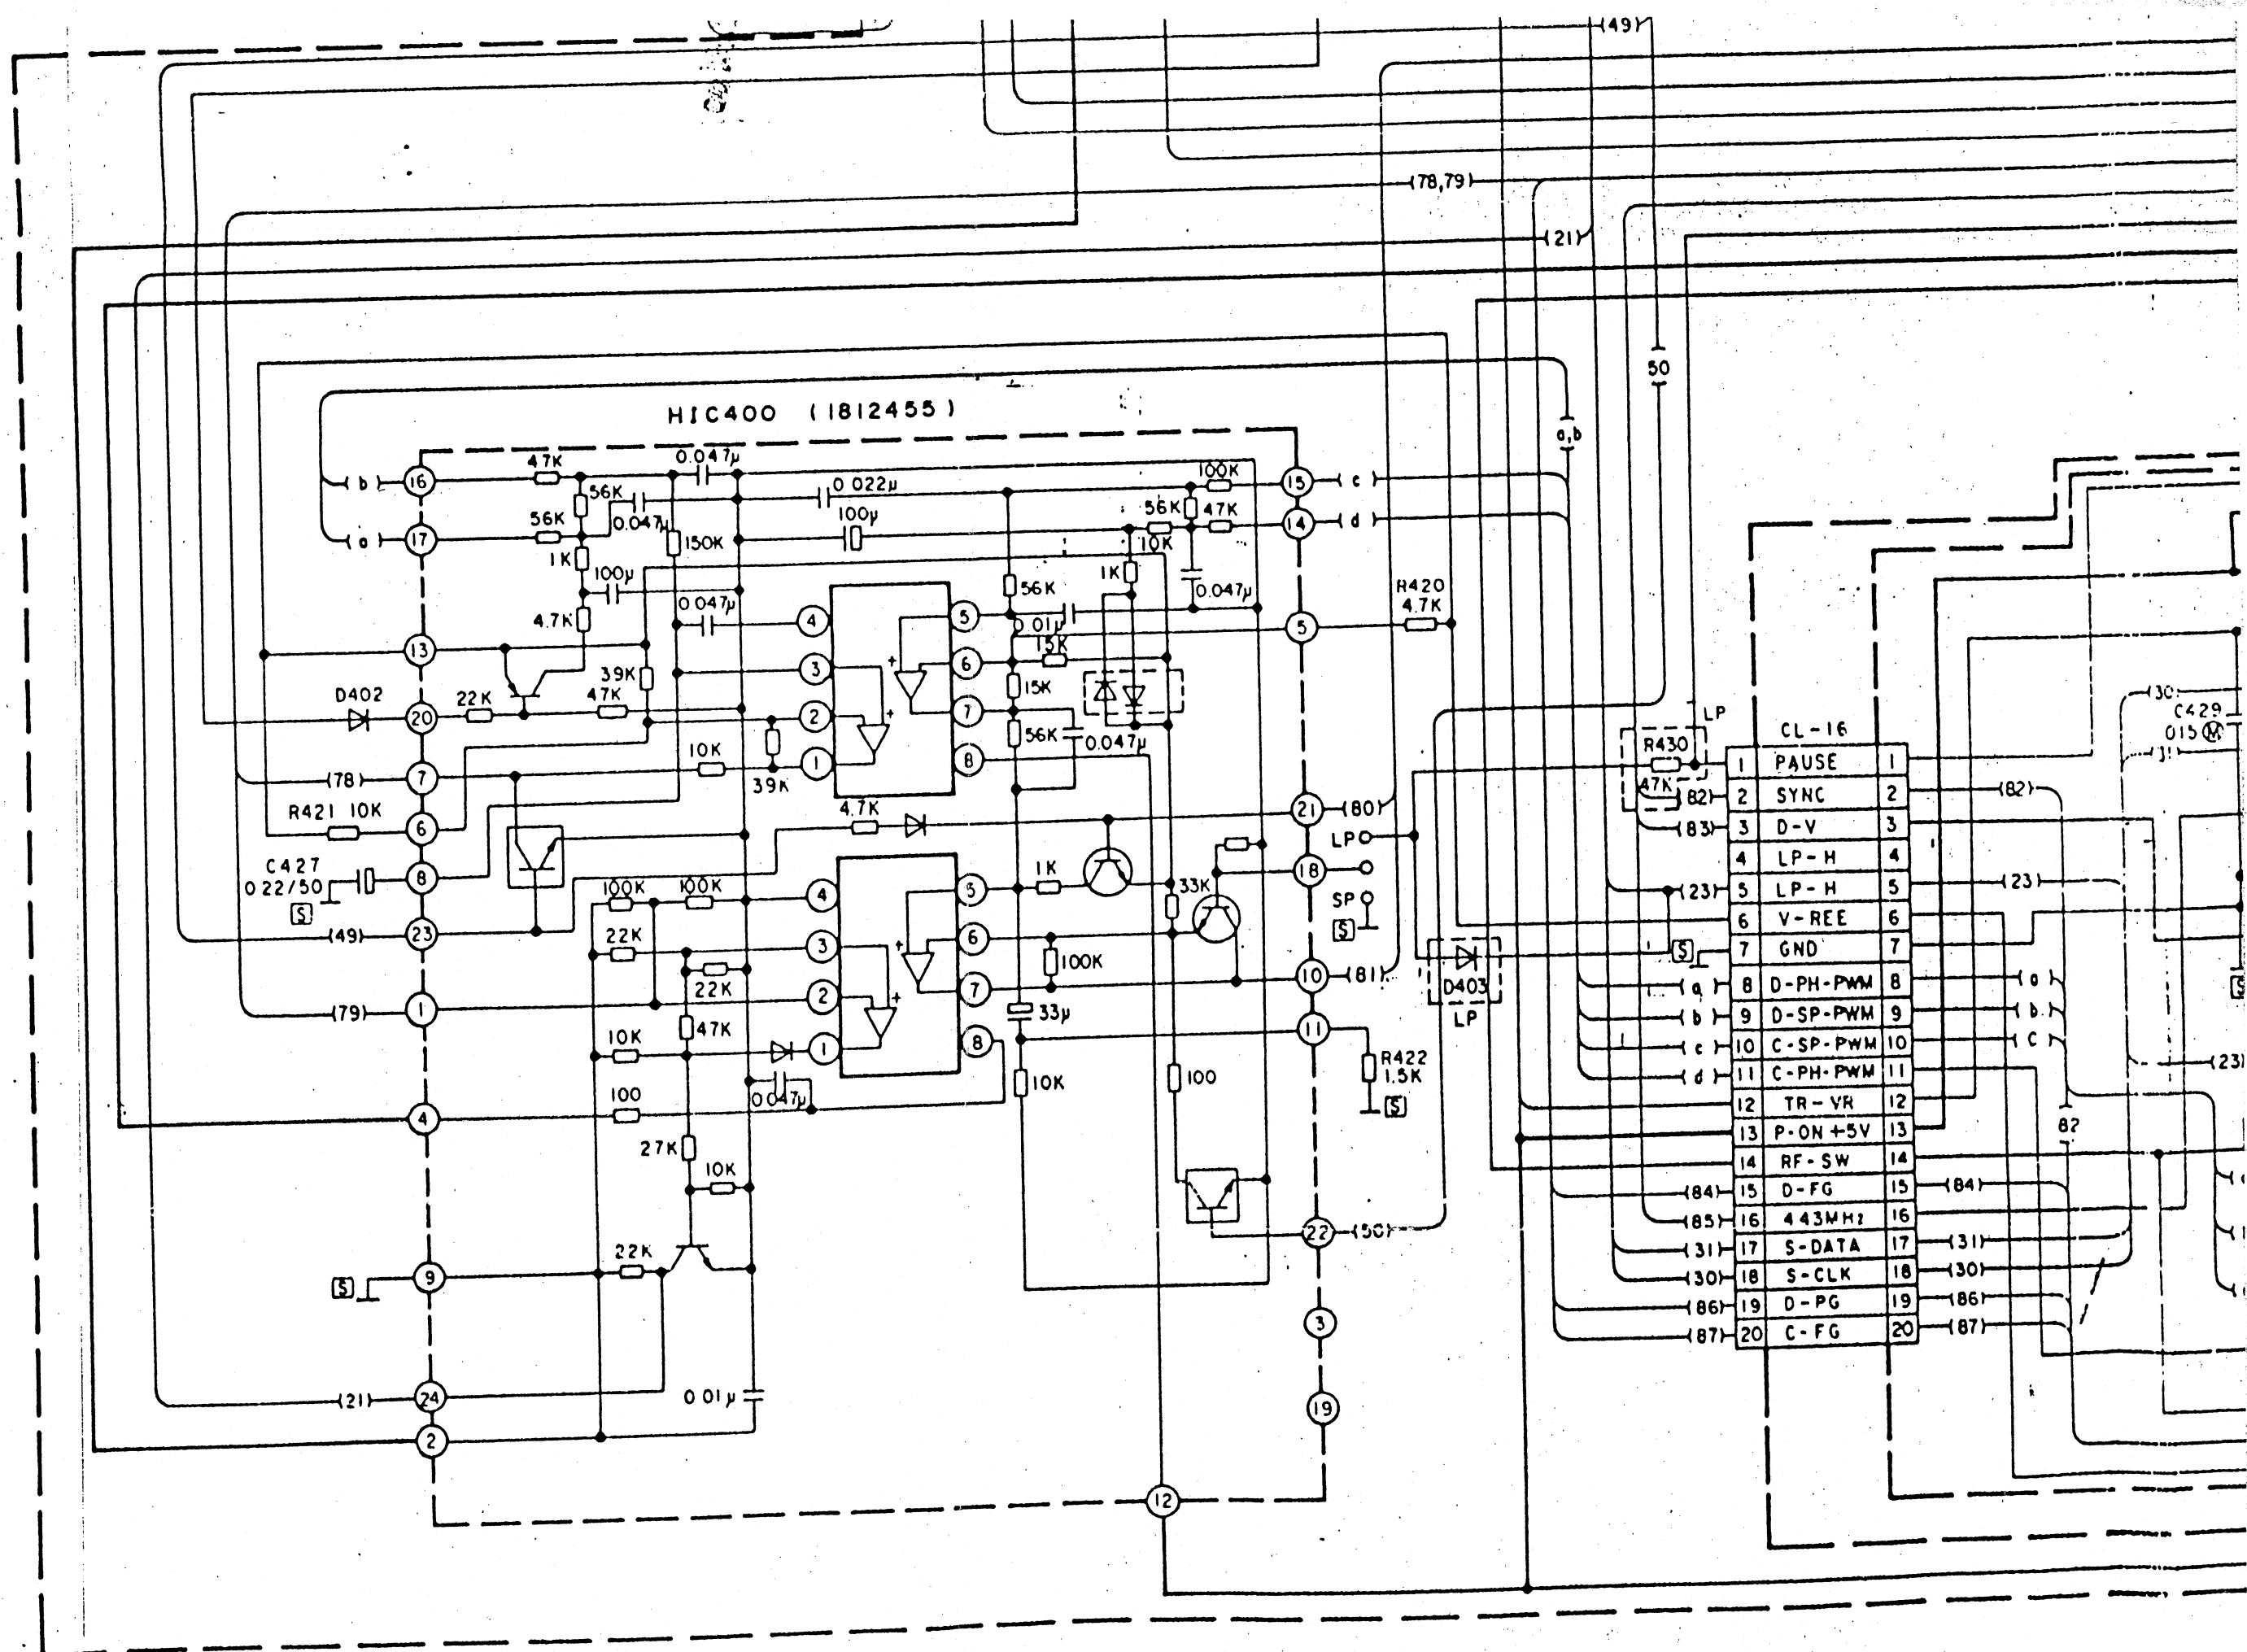 (49)
(78,79)
(21)
50
HIC400 (1812455)
a,b
47K
0.047μ
b
16
56K
0.047μ
0 022μ
100K
15
c
56K
47K
14
d
a
17
56K
100μ
10K
1K
150K
100μ
1K
56K
0.047μ
R420
4.7K
4.7K
0 047μ
4
5
0 01μ
5
15K
13
39K
3
6
D402
22K
47K
15K
20
2
7
56K
0.047μ
(78)
7
10K
39K
1
8
R421 10K
6
4.7K
21
(80)
LP
C427
0 22/50
S
8
100K
100K
4
5
1K
33K
18
SP
S
(49)
23
22K
3
6
100K
10
(81)
22K
D403
LP
(79)
1
2
7
33μ
11
10K
47K
1
8
R422
1.5K
S
10K
100
100
0.047μ
4
27K
10K
22
(50)
22K
S
9
3
(21)
24
0 01μ
19
2
12
LP
R430
47K
CL-16
30
C429
015 M
31
1 PAUSE 1
(82) 2 SYNC 2 (82)
(83) 3 D-V 3
4 LP-H 4
(23) 5 LP-H 5 (23)
6 V-REE 6
S 7 GND 7
(a) 8 D-PH-PWM 8 (a)
(b) 9 D-SP-PWM 9 (b)
(c) 10 C-SP-PWM 10 (c)
(d) 11 C-PH-PWM 11
(23)
12 TR-VR 12
82
13 P·ON+5V 13
14 RF-SW 14
(84) 15 D-FG 15 (84)
(85) 16 4 43MHz 16
(31) 17 S-DATA 17 (31)
(30) 18 S-CLK 18 (30)
(86) 19 D-PG 19 (86)
(87) 20 C-FG 20 (87)
S